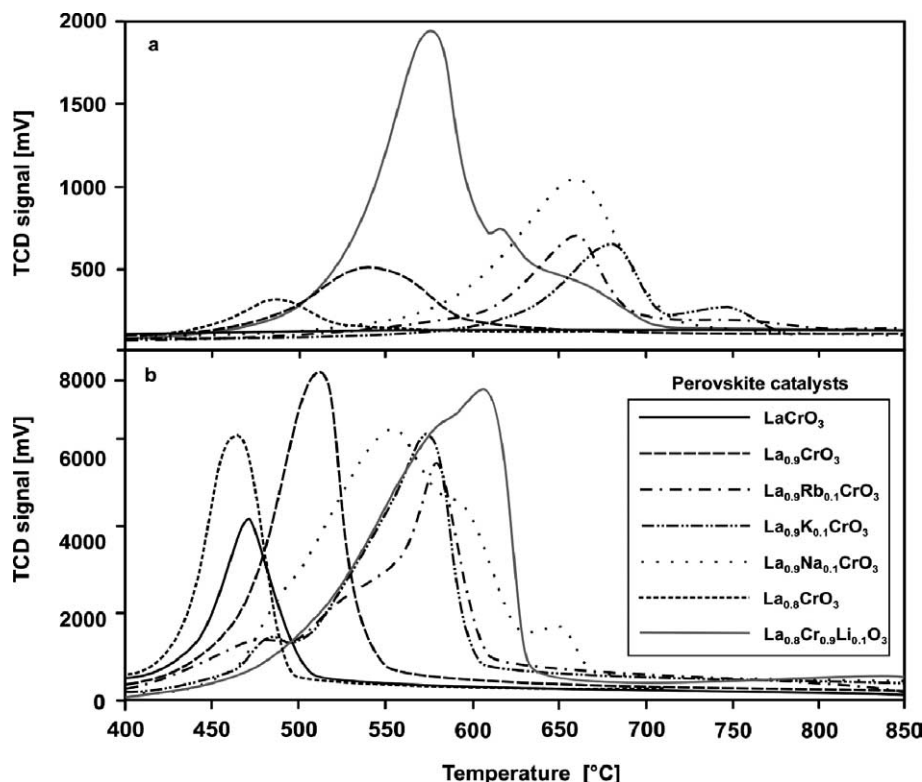 a
2000
1500
1000
500
TCD signal [mV]
b
8000
6000
4000
2000
0
TCD signal [mV]
Perovskite catalysts
LaCrO₃
La₀.₉CrO₃
La₀.₉Rb₀.₁CrO₃
La₀.₉K₀.₁CrO₃
La₀.₉Na₀.₁CrO₃
La₀.₈CrO₃
La₀.₈Cr₀.₉Li₀.₁O₃
400 450 500 550 600 650 700 750 800 850
Temperature [°C]